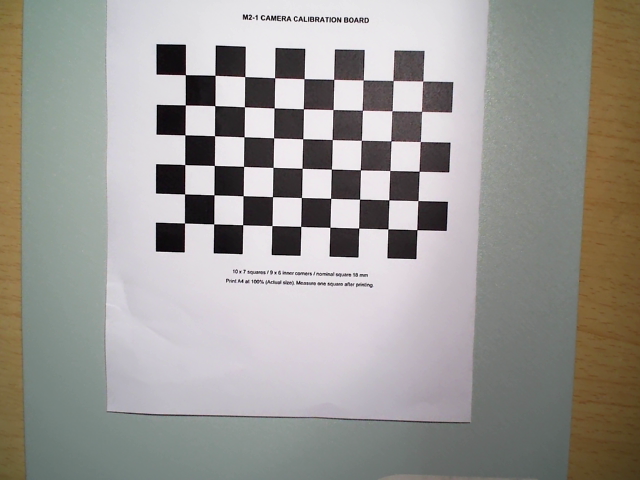 M2-1 CAMERA CALIBRATION BOARD
10 x 7 squares / 9 x 6 inner corners / nominal square 18 mm
Print A4 at 100% (Actual size). Measure one square after printing.